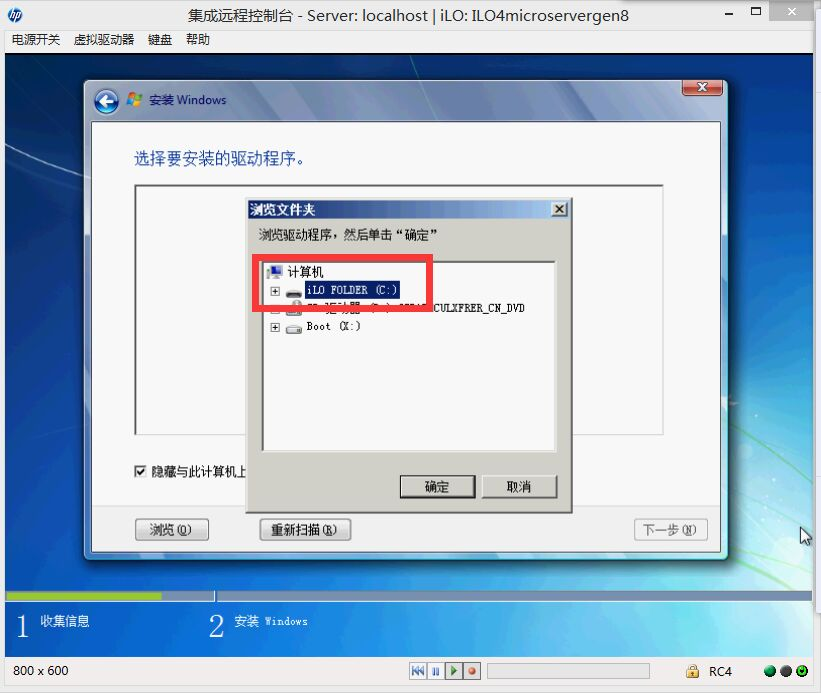 集成远程控制台 - Server: localhost | iLO: ILO4microservergen8
电源开关 虚拟驱动器 键盘 帮助
安装 Windows
选择要安装的驱动程序。
浏览文件夹
浏览驱动程序，然后单击“确定”
计算机
iLO FOLDER (C:)
CULXFRER_CN_DVD
Boot (X:)
隐藏与此计算机上
确定 取消
浏览(O) 重新扫描(R) 下一步(N)
1 收集信息 2 安装 Windows
800 x 600 RC4